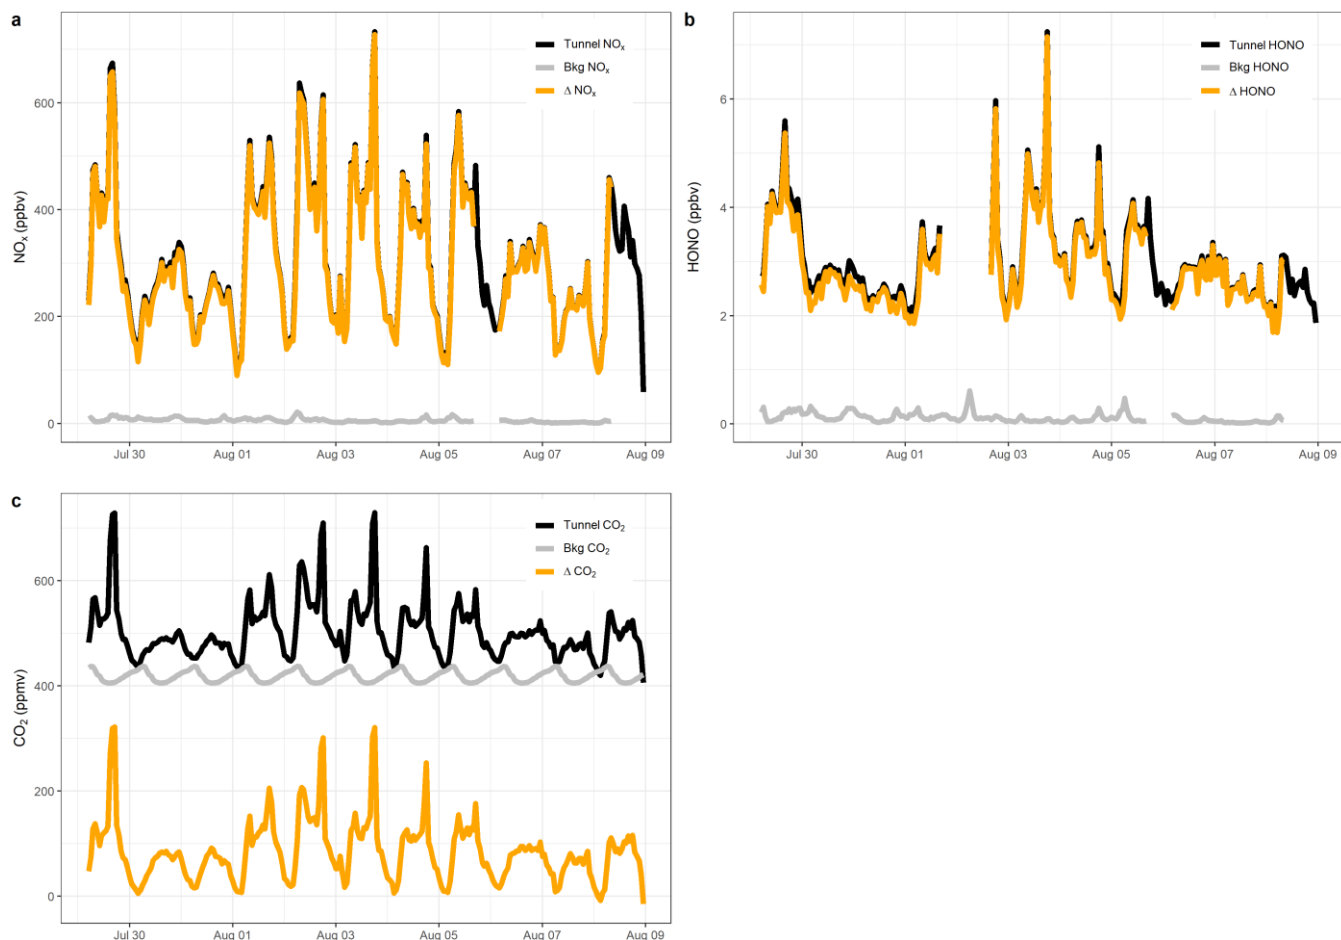 a
Tunnel NOₓ
Bkg NOₓ
Δ NOₓ
NOₓ (ppbv)
600
400
200
0
Jul 30
Aug 01
Aug 03
Aug 05
Aug 07
Aug 09
b
Tunnel HONO
Bkg HONO
Δ HONO
HONO (ppbv)
6
4
2
0
Jul 30
Aug 01
Aug 03
Aug 05
Aug 07
Aug 09
c
Tunnel CO₂
Bkg CO₂
Δ CO₂
CO₂ (ppmv)
600
400
200
0
Jul 30
Aug 01
Aug 03
Aug 05
Aug 07
Aug 09